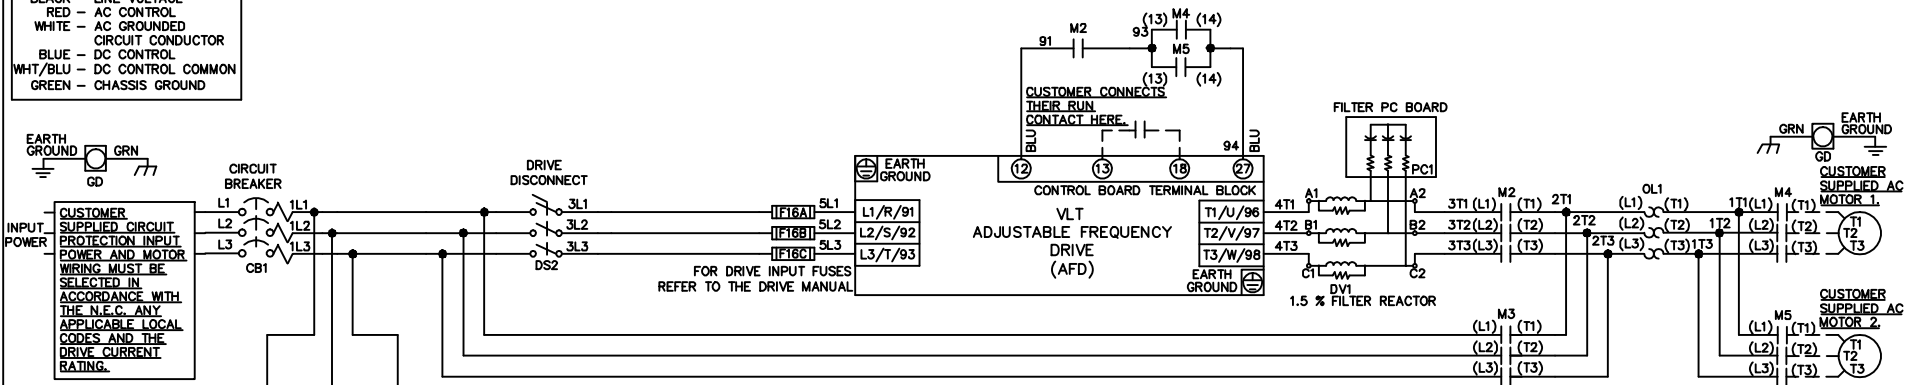 BLACK – LINE VOLTAGE
RED – AC CONTROL
WHITE – AC GROUNDED
CIRCUIT CONDUCTOR
BLUE – DC CONTROL
WHT/BLU – DC CONTROL COMMON
GREEN – CHASSIS GROUND
91
M2
93
(13) M4 (14)
M5
(13) (14)
CUSTOMER CONNECTS
THEIR RUN
CONTACT HERE.
BLU
94
BLU
12
13
18
27
CONTROL BOARD TERMINAL BLOCK
EARTH
GROUND
GRN
GD
CIRCUIT
BREAKER
L1
1L1
L2
1L2
L3
1L3
CB1
INPUT
POWER
CUSTOMER
SUPPLIED CIRCUIT
PROTECTION INPUT
POWER AND MOTOR
WIRING MUST BE
SELECTED IN
ACCORDANCE WITH
THE N.E.C. ANY
APPLICABLE LOCAL
CODES AND THE
DRIVE CURRENT
RATING.
DRIVE
DISCONNECT
3L1
3L2
3L3
DS2
F16A
5L1
F16B
5L2
F16C
5L3
FOR DRIVE INPUT FUSES
REFER TO THE DRIVE MANUAL
EARTH
GROUND
L1/R/91
L2/S/92
L3/T/93
VLT
ADJUSTABLE FREQUENCY
DRIVE
(AFD)
T1/U/96
T2/V/97
T3/W/98
EARTH
GROUND
4T1
4T2
4T3
A1
A2
B1
B2
C1
C2
DV1
1.5 % FILTER REACTOR
FILTER PC BOARD
PC1
M2
3T1 (L1) (T1) 2T1
3T2 (L2) (T2) 2T2
3T3 (L3) (T3) 2T3
OL1
(L1) (T1) 1T1
(L2) (T2) 1T2
(L3) (T3) 1T3
M4
(L1) (T1)
(L2) (T2)
(L3) (T3)
GRN
EARTH
GROUND
GD
CUSTOMER
SUPPLIED AC
MOTOR 1.
T1
T2
T3
M3
(L1) (T1)
(L2) (T2)
(L3) (T3)
M5
(L1) (T1)
(L2) (T2)
(L3) (T3)
CUSTOMER
SUPPLIED AC
MOTOR 2.
T1
T2
T3